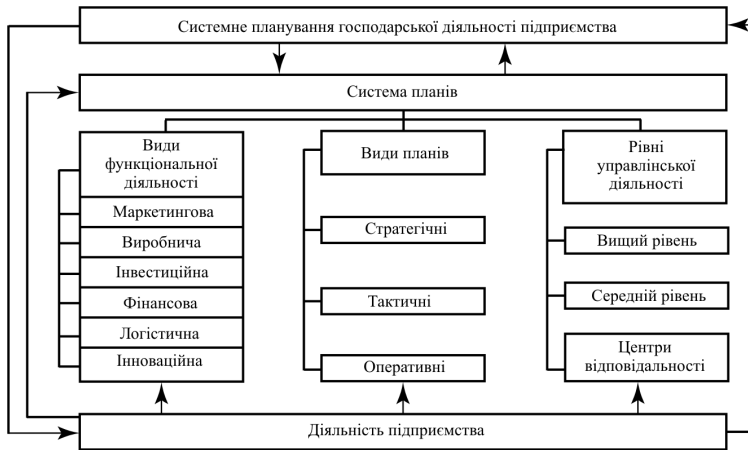 Системне планування господарської діяльності підприємства
Система планів
Види
функціональної
діяльності
Маркетингова
Виробнича
Інвестиційна
Фінансова
Логістична
Інноваційна
Види планів
Стратегічні
Тактичні
Оперативні
Рівні
управлінської
діяльності
Вищий рівень
Середній рівень
Центри
відповідальності
Діяльність підприємства